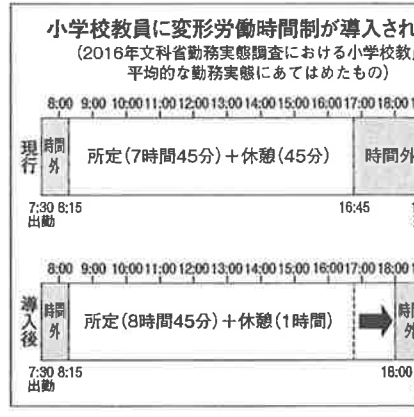 小学校教員に変形労働時間制が導入され
(2016年文科省勤務実態調査における小学校教
平均的な勤務実態にあてはめたもの)
8:00 9:00 10:00 11:00 12:00 13:00 14:00 15:00 16:00 17:00 18:00
現行
時間外
所定(7時間45分)+休憩(45分)
時間外
7:30 8:15 16:45
出勤
8:00 9:00 10:00 11:00 12:00 13:00 14:00 15:00 16:00 17:00 18:00
導入後
時間外
所定(8時間45分)+休憩(1時間)
時間
7:30 8:15 18:00
出勤